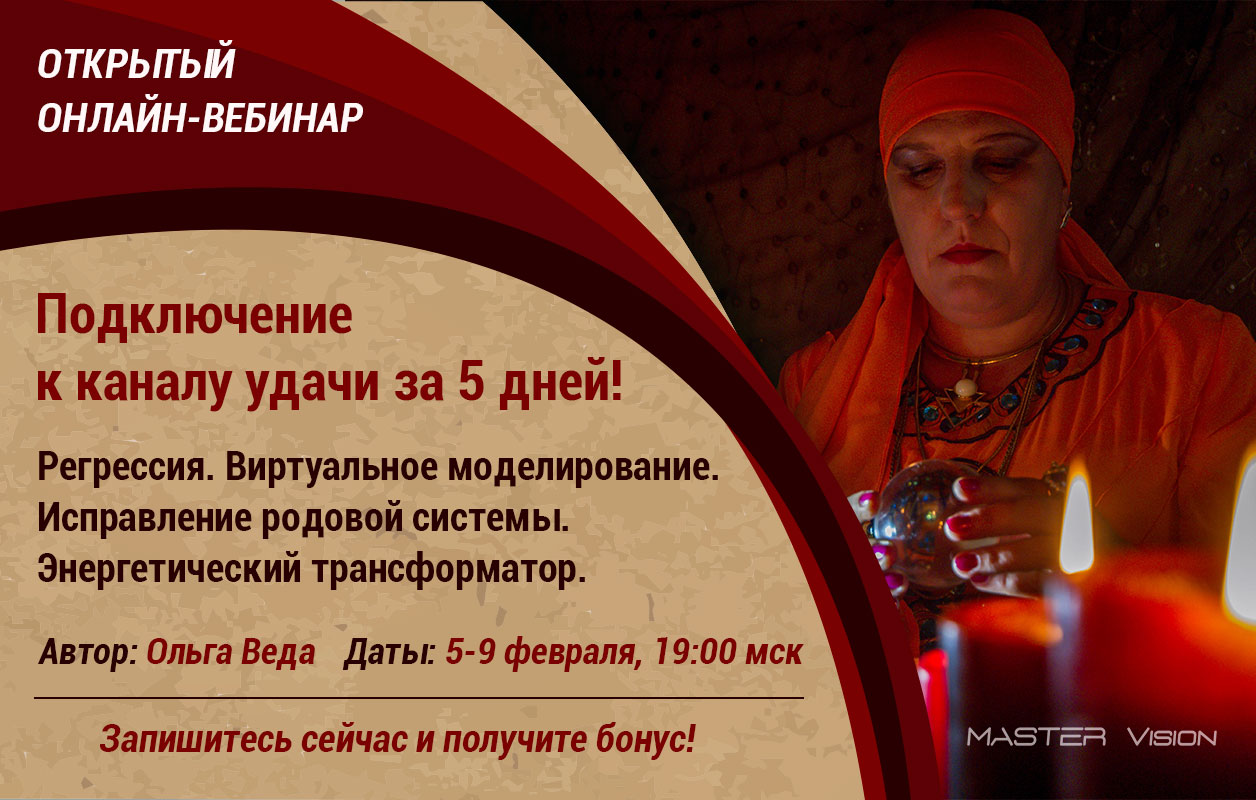 ОТКРЫТЫЙ
ОНЛАЙН-ВЕБИНАР
Подключение
к каналу удачи за 5 дней!
Регрессия. Виртуальное моделирование.
Исправление родовой системы.
Энергетический трансформатор.
Автор: Ольга Веда Даты: 5-9 февраля, 19:00 мск
Запишитесь сейчас и получите бонус!
MASTER VISION